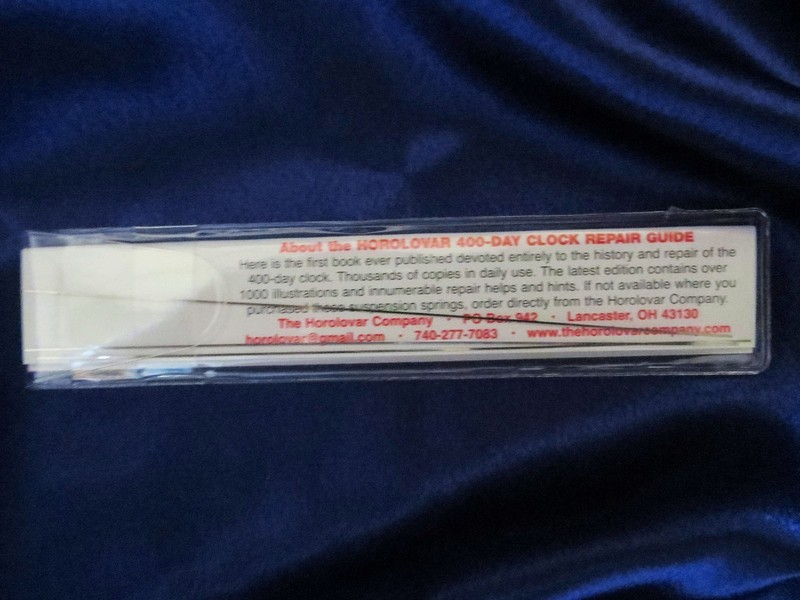 About the HOROLOVAR 400-DAY CLOCK REPAIR GUIDE
Here is the first book ever published devoted entirely to the history and repair of the
400-day clock. Thousands of copies in daily use. The latest edition contains over
1000 illustrations and innumerable repair helps and hints. If not available where you
purchased these suspension springs, order directly from the Horolovar Company.
The Horolovar Company · PO Box 942 · Lancaster, OH 43130
horolovar@gmail.com · 740-277-7083 · www.thehorolovarcompany.com